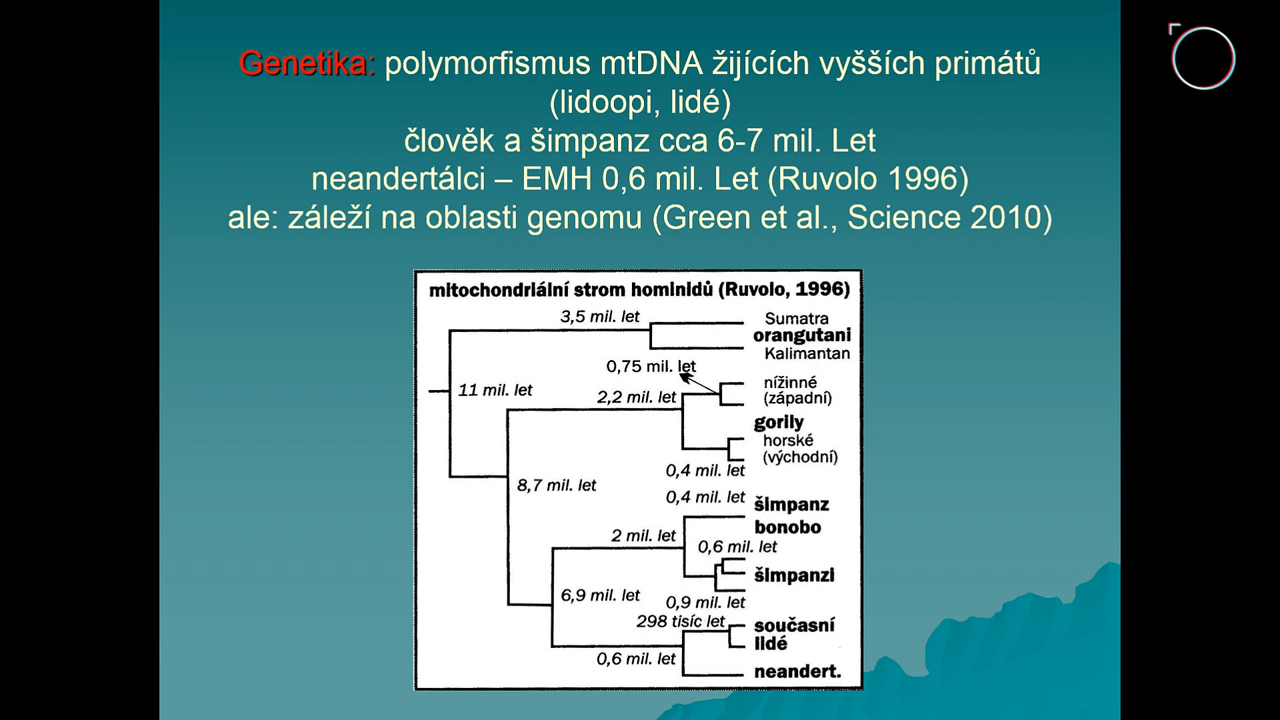 Genetika: polymorfismus mtDNA žijících vyšších primátů
(lidoopi, lidé)
člověk a šimpanz cca 6-7 mil. Let
neandertálci – EMH 0,6 mil. Let (Ruvolo 1996)
ale: záleží na oblasti genomu (Green et al., Science 2010)
mitochondriální strom hominidů (Ruvolo, 1996)
3,5 mil. let
Sumatra
orangutani
Kalimantan
0,75 mil. let
11 mil. let
nížinné
(západní)
2,2 mil. let
gorily
horské
(východní)
0,4 mil. let
8,7 mil. let
0,4 mil. let
šimpanz
bonobo
2 mil. let
0,6 mil. let
šimpanzi
6,9 mil. let
0,9 mil. let
298 tisíc let
současní
lidé
0,6 mil. let
neandert.